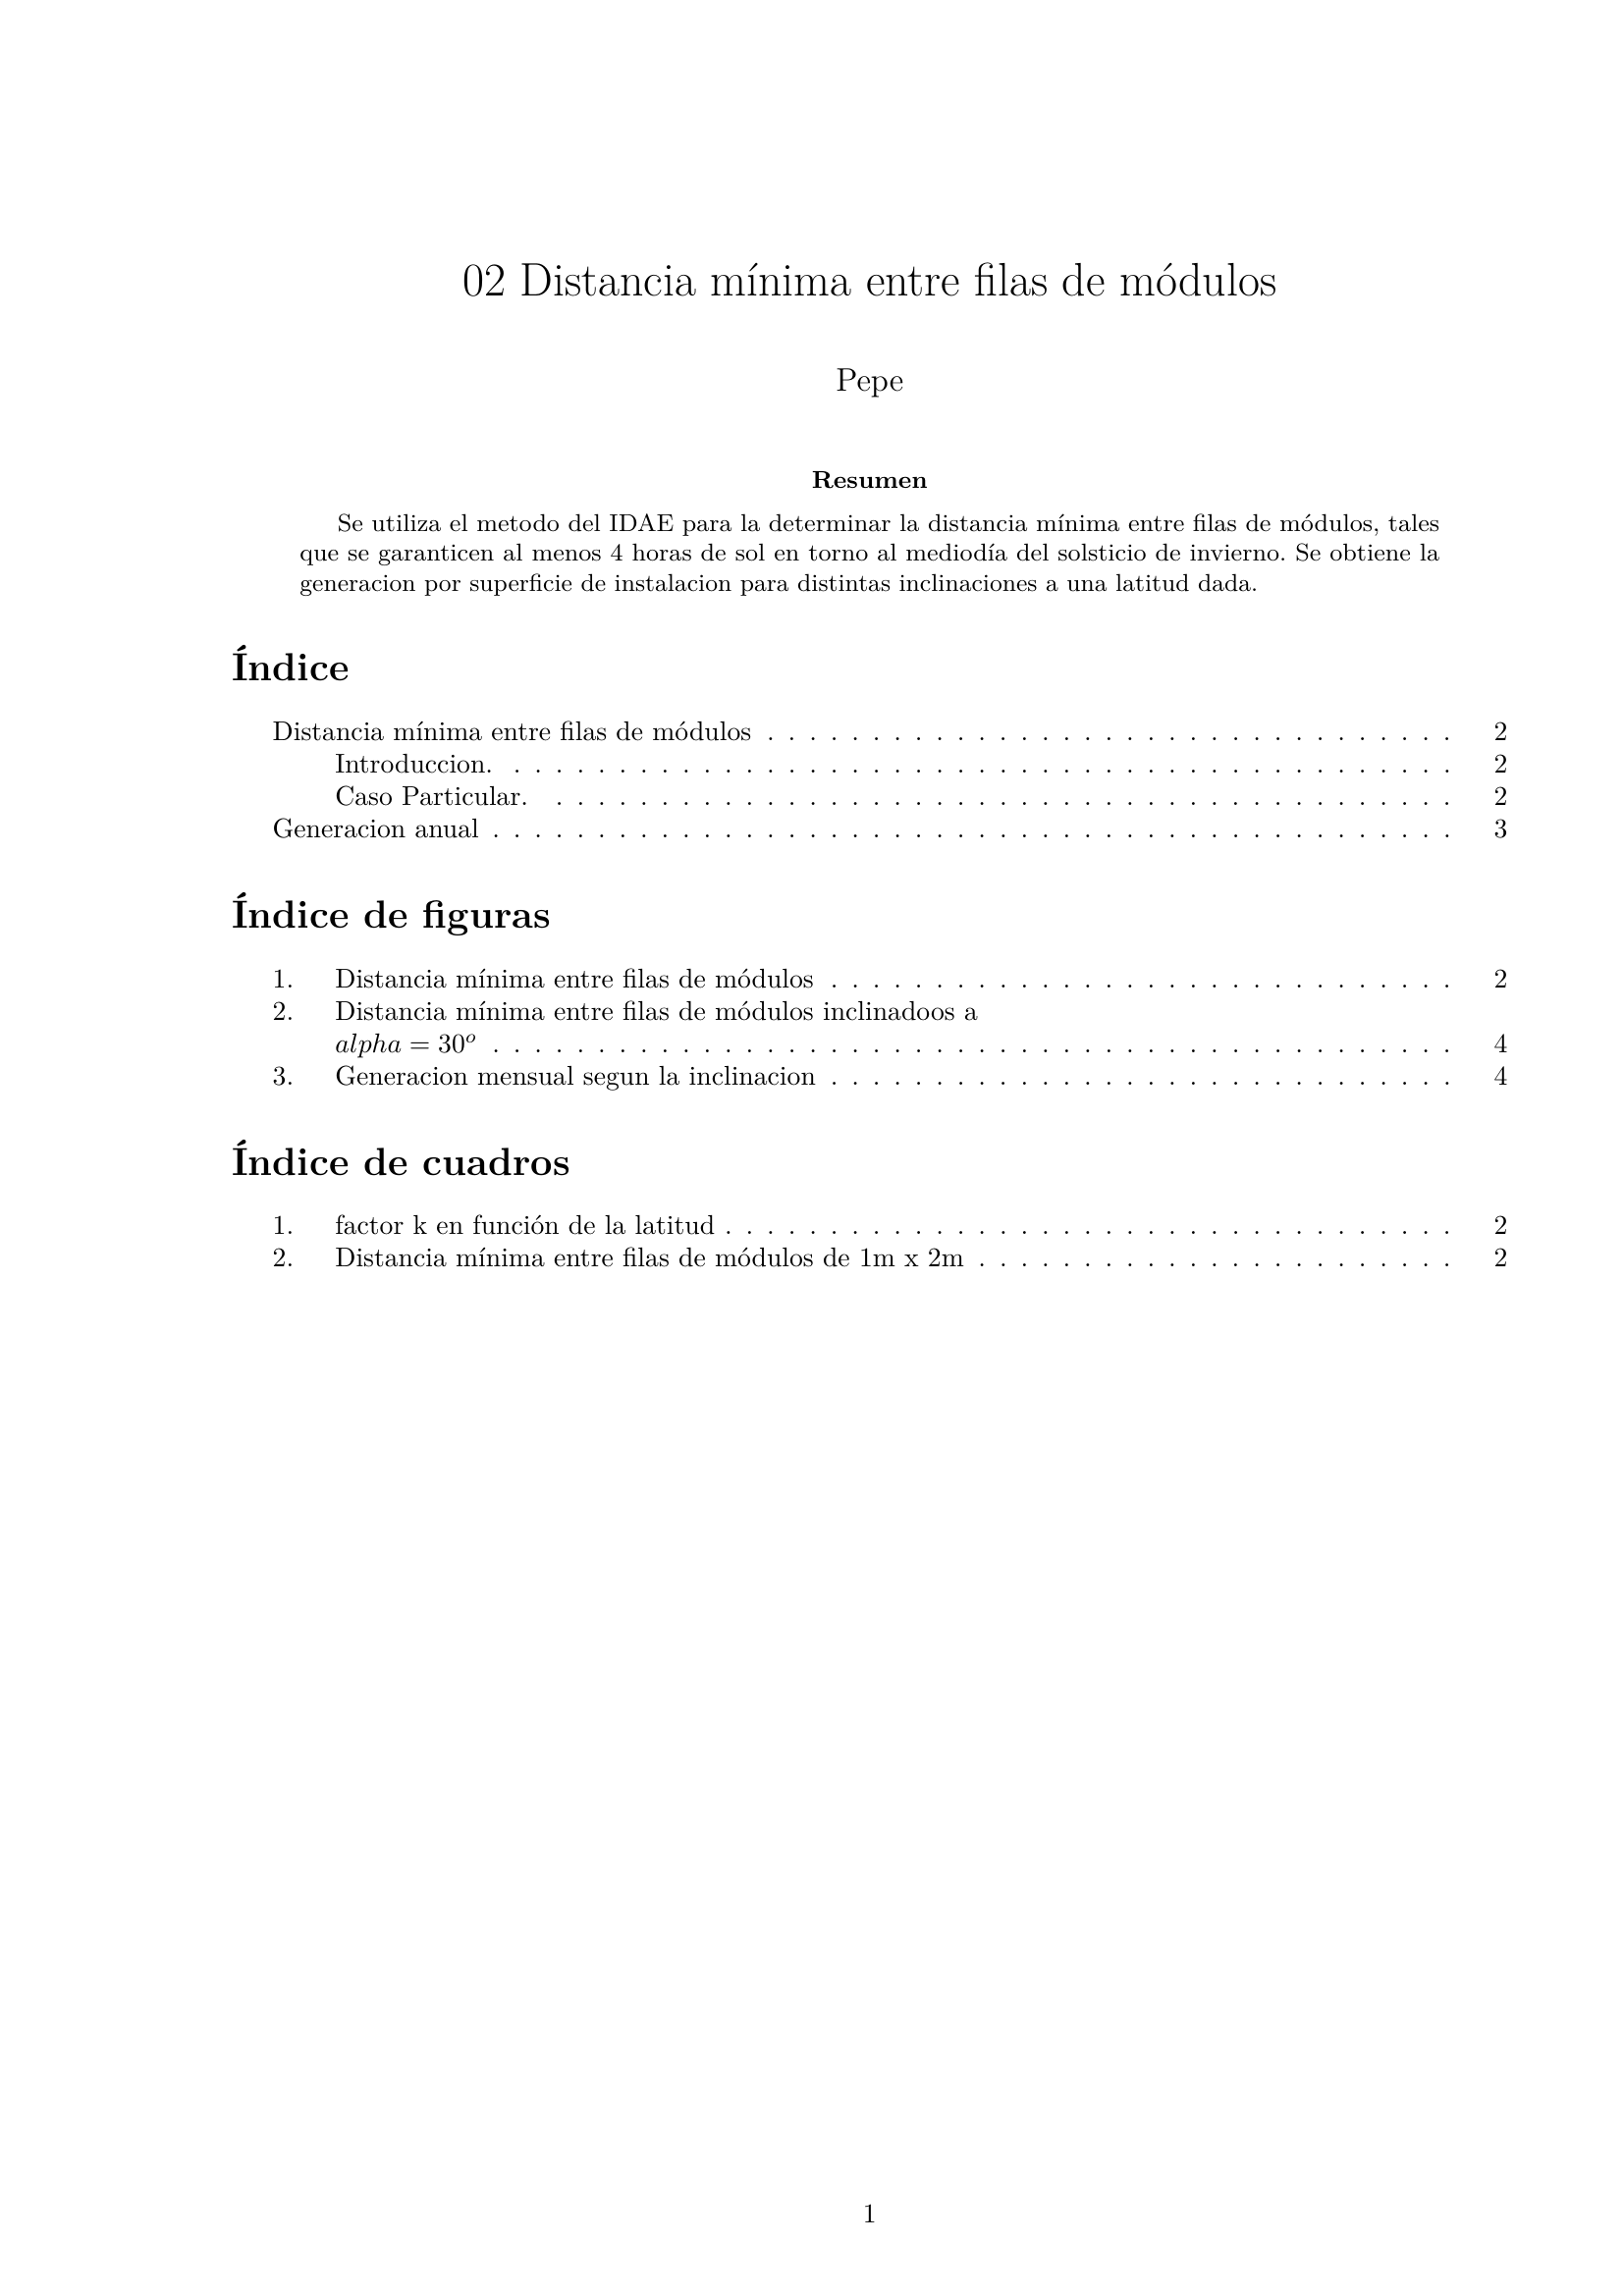 02 Distancia mínima entre filas de módulos
Pepe
Resumen
Se utiliza el metodo del IDAE para la determinar la distancia mínima entre filas de módulos, tales
que se garanticen al menos 4 horas de sol en torno al mediodía del solsticio de invierno. Se obtiene la
generacion por superficie de instalacion para distintas inclinaciones a una latitud dada.
Índice
Distancia mínima entre filas de módulos . . . . . . . . . . . . . . . . . . . . . . . . . . . . . . . . . 2
Introduccion. . . . . . . . . . . . . . . . . . . . . . . . . . . . . . . . . . . . . . . . . . . . . . 2
Caso Particular. . . . . . . . . . . . . . . . . . . . . . . . . . . . . . . . . . . . . . . . . . . . 2
Generacion anual . . . . . . . . . . . . . . . . . . . . . . . . . . . . . . . . . . . . . . . . . . . . . . 3
Índice de figuras
1. Distancia mínima entre filas de módulos . . . . . . . . . . . . . . . . . . . . . . . . . . . . . . 2
2. Distancia mínima entre filas de módulos inclinadoos a
alpha = 30º . . . . . . . . . . . . . . . . . . . . . . . . . . . . . . . . . . . . . . . . . . . . . . 4
3. Generacion mensual segun la inclinacion . . . . . . . . . . . . . . . . . . . . . . . . . . . . . . 4
Índice de cuadros
1. factor k en función de la latitud . . . . . . . . . . . . . . . . . . . . . . . . . . . . . . . . . . . 2
2. Distancia mínima entre filas de módulos de 1m x 2m . . . . . . . . . . . . . . . . . . . . . . . 2
1